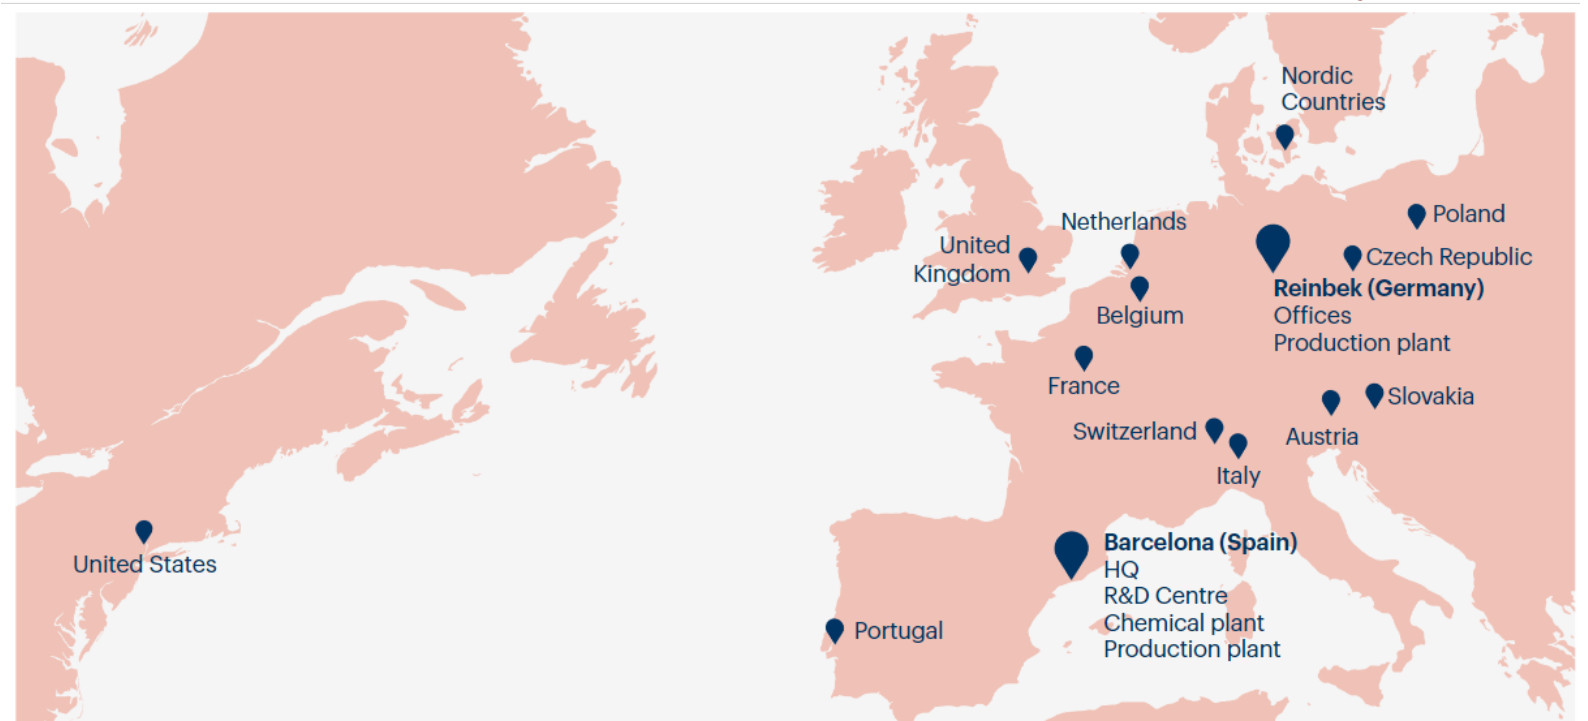 Nordic
Countries
Poland
Netherlands
United
Kingdom
Czech Republic
Reinbek (Germany)
Offices
Production plant
Belgium
France
Slovakia
Switzerland
Austria
Italy
Barcelona (Spain)
HQ
R&D Centre
Chemical plant
Production plant
United States
Portugal